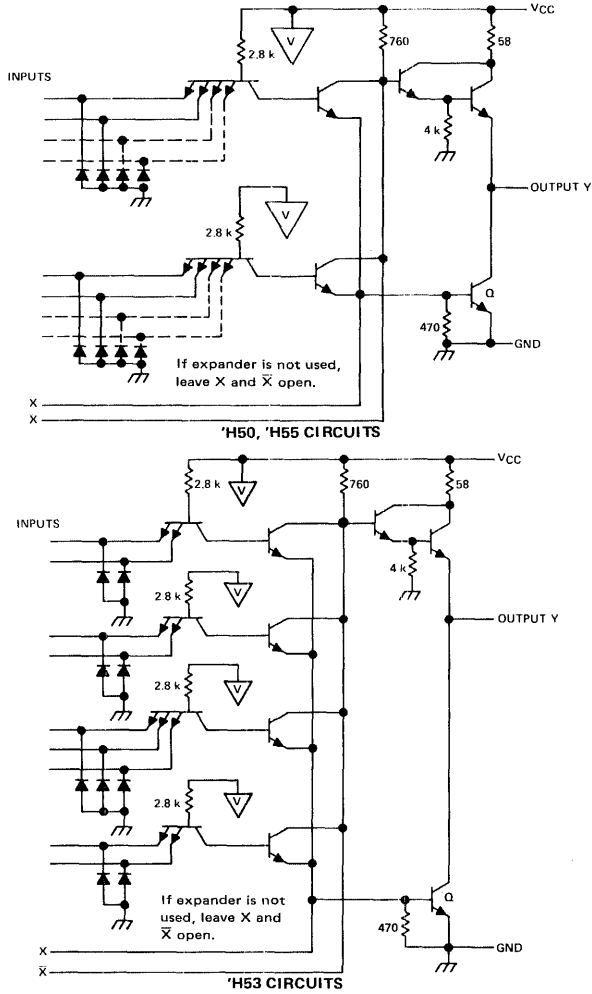 VCC
V
2.8 k
760
58
INPUTS
4 k
OUTPUT Y
V
2.8 k
Q
470
GND
If expander is not used,
leave X and X̅ open.
X
X
'H50, 'H55 CIRCUITS
VCC
2.8 k
V
760
58
INPUTS
4 k
2.8 k
V
OUTPUT Y
2.8 k
V
2.8 k
V
If expander is not
used, leave X and
X̅ open.
Q
470
X
GND
X̅
'H53 CIRCUITS